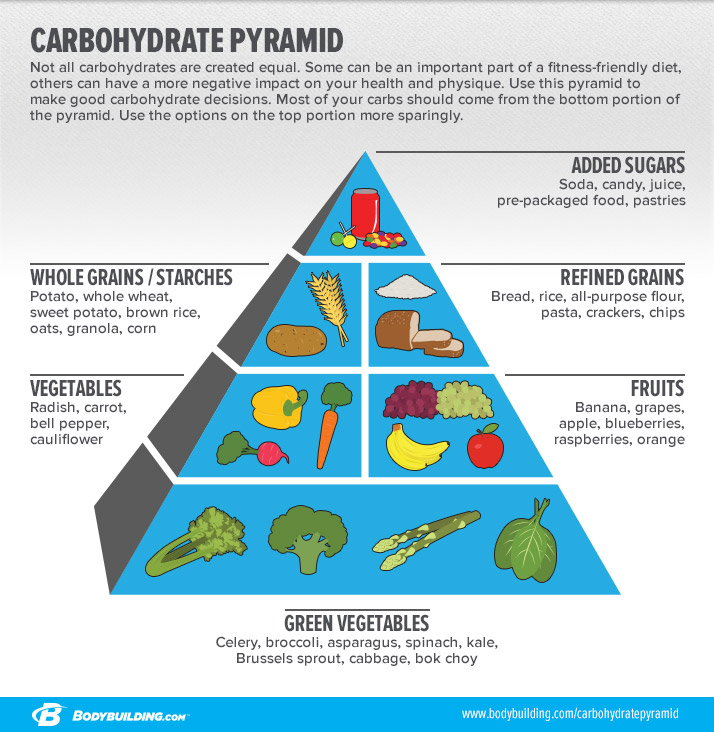 CARBOHYDRATE PYRAMID
Not all carbohydrates are created equal. Some can be an important part of a fitness-friendly diet,
others can have a more negative impact on your health and physique. Use this pyramid to
make good carbohydrate decisions. Most of your carbs should come from the bottom portion of
the pyramid. Use the options on the top portion more sparingly.
ADDED SUGARS
Soda, candy, juice,
pre-packaged food, pastries
WHOLE GRAINS / STARCHES
Potato, whole wheat,
sweet potato, brown rice,
oats, granola, corn
REFINED GRAINS
Bread, rice, all-purpose flour,
pasta, crackers, chips
VEGETABLES
Radish, carrot,
bell pepper,
cauliflower
FRUITS
Banana, grapes,
apple, blueberries,
raspberries, orange
GREEN VEGETABLES
Celery, broccoli, asparagus, spinach, kale,
Brussels sprout, cabbage, bok choy
B BODYBUILDING.COM
www.bodybuilding.com/carbohydratepyramid